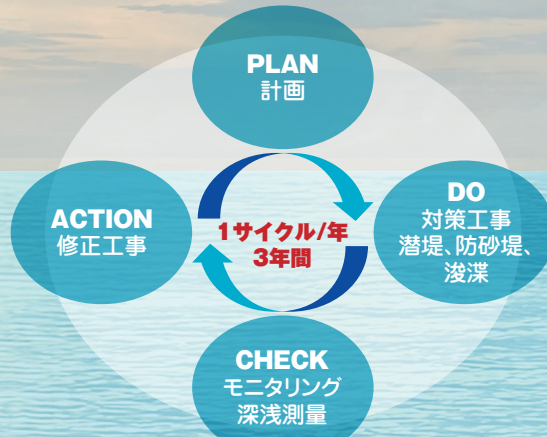 PLAN
計画
DO
対策工事
潜堤、防砂堤、
浚渫
CHECK
モニタリング
深浅測量
ACTION
修正工事
1サイクル/年
3年間